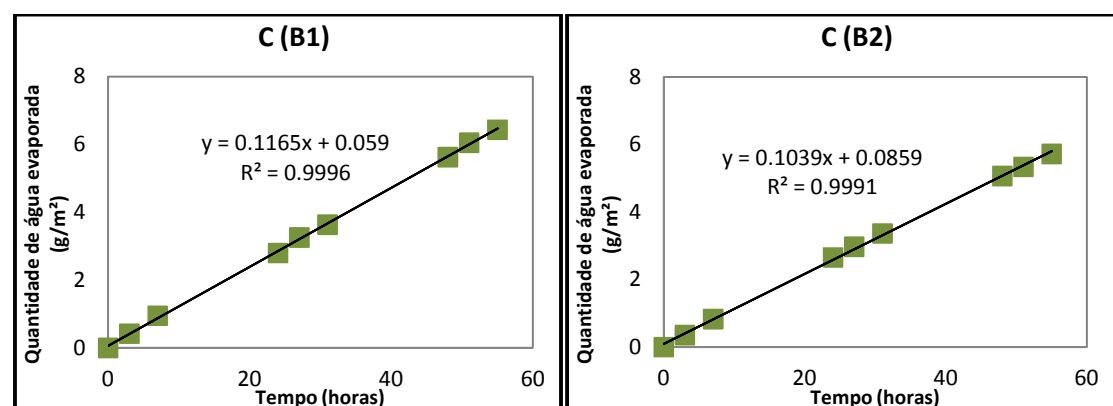 C (B1)
Quantidade de água evaporada
(g/m²)
8
6
4
2
0
y = 0.1165x + 0.059
R² = 0.9996
0 20 40 60
Tempo (horas)
C (B2)
Quantidade de água evaporada
(g/m²)
8
6
4
2
0
y = 0.1039x + 0.0859
R² = 0.9991
0 20 40 60
Tempo (horas)